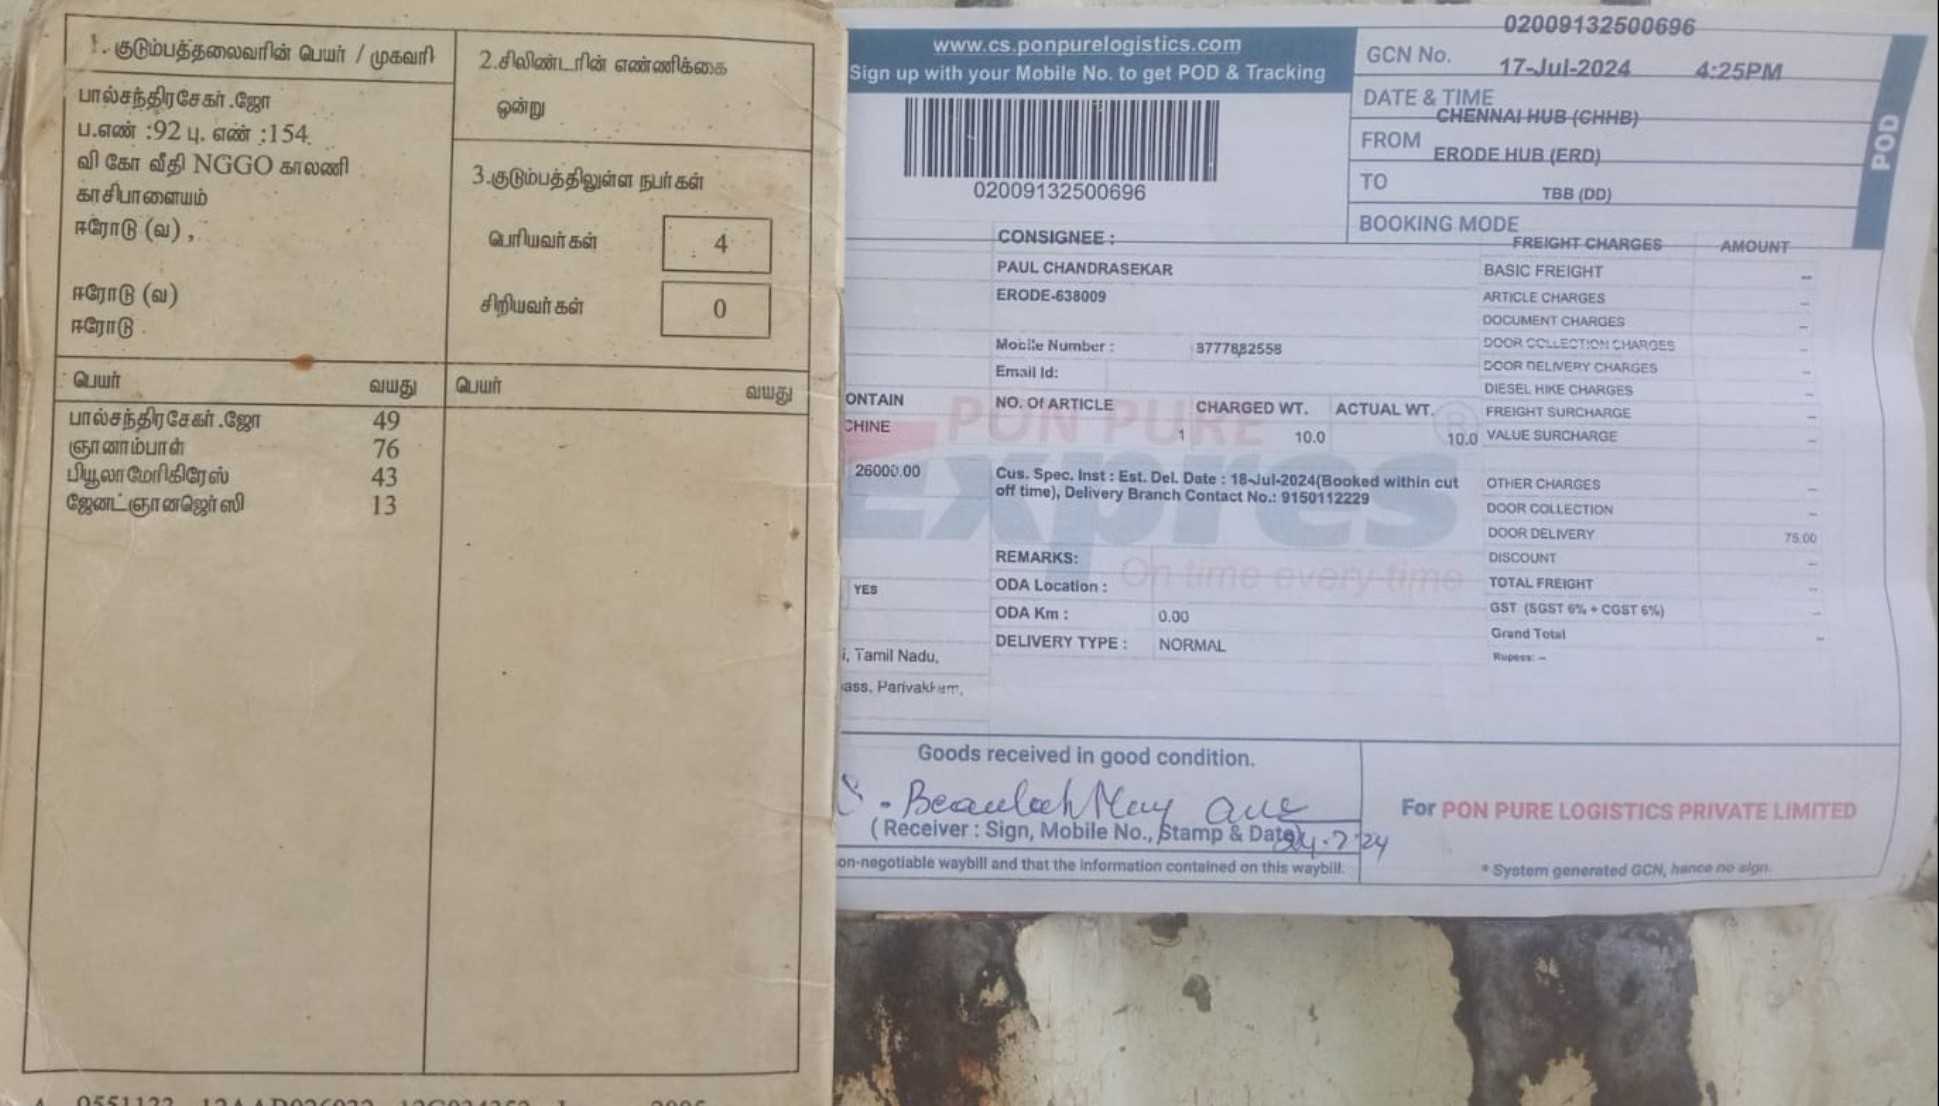 1. குடும்பத்தலைவரின் பெயர் / முகவரி
பால்சந்திரசேகர்.ஜோ
ப.எண் :92 பு. எண் :154
வி கோ வீதி NGGO காலணி
காசிபாளையம்
ஈரோடு (வ) ,
ஈரோடு (வ)
ஈரோடு
2.சிலிண்டரின் எண்ணிக்கை
ஒன்று
3.குடும்பத்திலுள்ள நபர்கள்
பெரியவர்கள் 4
சிறியவர்கள் 0
பெயர் வயது பெயர் வயது
பால்சந்திரசேகர்.ஜோ 49
ஞானாம்பாள் 76
பியூலாமேரிகிரேஸ் 43
ஜேனட்ஞானஜெர்ஸி 13
www.cs.ponpurelogistics.com
Sign up with your Mobile No. to get POD & Tracking
02009132500696
02009132500696
GCN No.
17-Jul-2024 4:25PM
DATE & TIME
CHENNAI HUB (CHHB)
FROM
ERODE HUB (ERD)
TO
TBB (DD)
BOOKING MODE
POD
CONSIGNEE :
PAUL CHANDRASEKAR
ERODE-638009
Mobile Number :
Email Id:
ONTAIN NO. Of ARTICLE CHARGED WT. ACTUAL WT.
CHINE 1 10.0 10.0
26000.00
Cus. Spec. Inst : Est. Del. Date : 18-Jul-2024(Booked within cut
off time), Delivery Branch Contact No.: 9150112229
PON PURE
Expres
On time every time
REMARKS:
YES ODA Location :
ODA Km : 0.00
DELIVERY TYPE : NORMAL
i, Tamil Nadu,
ass, Parivakkam,
FREIGHT CHARGES AMOUNT
BASIC FREIGHT --
ARTICLE CHARGES --
DOCUMENT CHARGES --
DOOR COLLECTION CHARGES --
DOOR DELIVERY CHARGES --
DIESEL HIKE CHARGES --
FREIGHT SURCHARGE --
VALUE SURCHARGE --
OTHER CHARGES --
DOOR COLLECTION --
DOOR DELIVERY 75.00
DISCOUNT --
TOTAL FREIGHT --
GST (SGST 6% + CGST 6%) --
Grand Total --
Rupess: --
Goods received in good condition.
(Receiver : Sign, Mobile No., Stamp & Date)
on-negotiable waybill and that the information contained on this waybill.
For PON PURE LOGISTICS PRIVATE LIMITED
* System generated GCN, hence no sign.